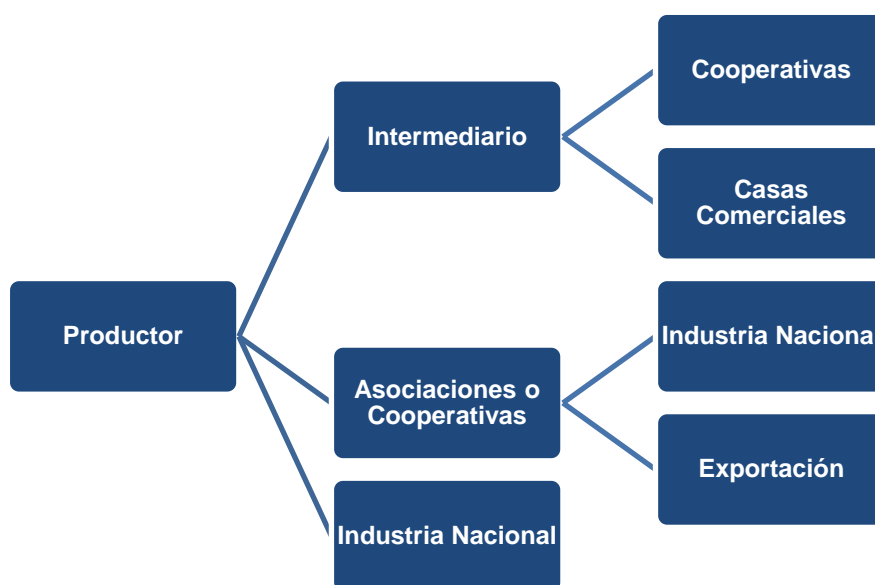 Cooperativas
Intermediario
Casas
Comerciales
Productor
Industria Naciona
Asociaciones o
Cooperativas
Exportación
Industria Nacional